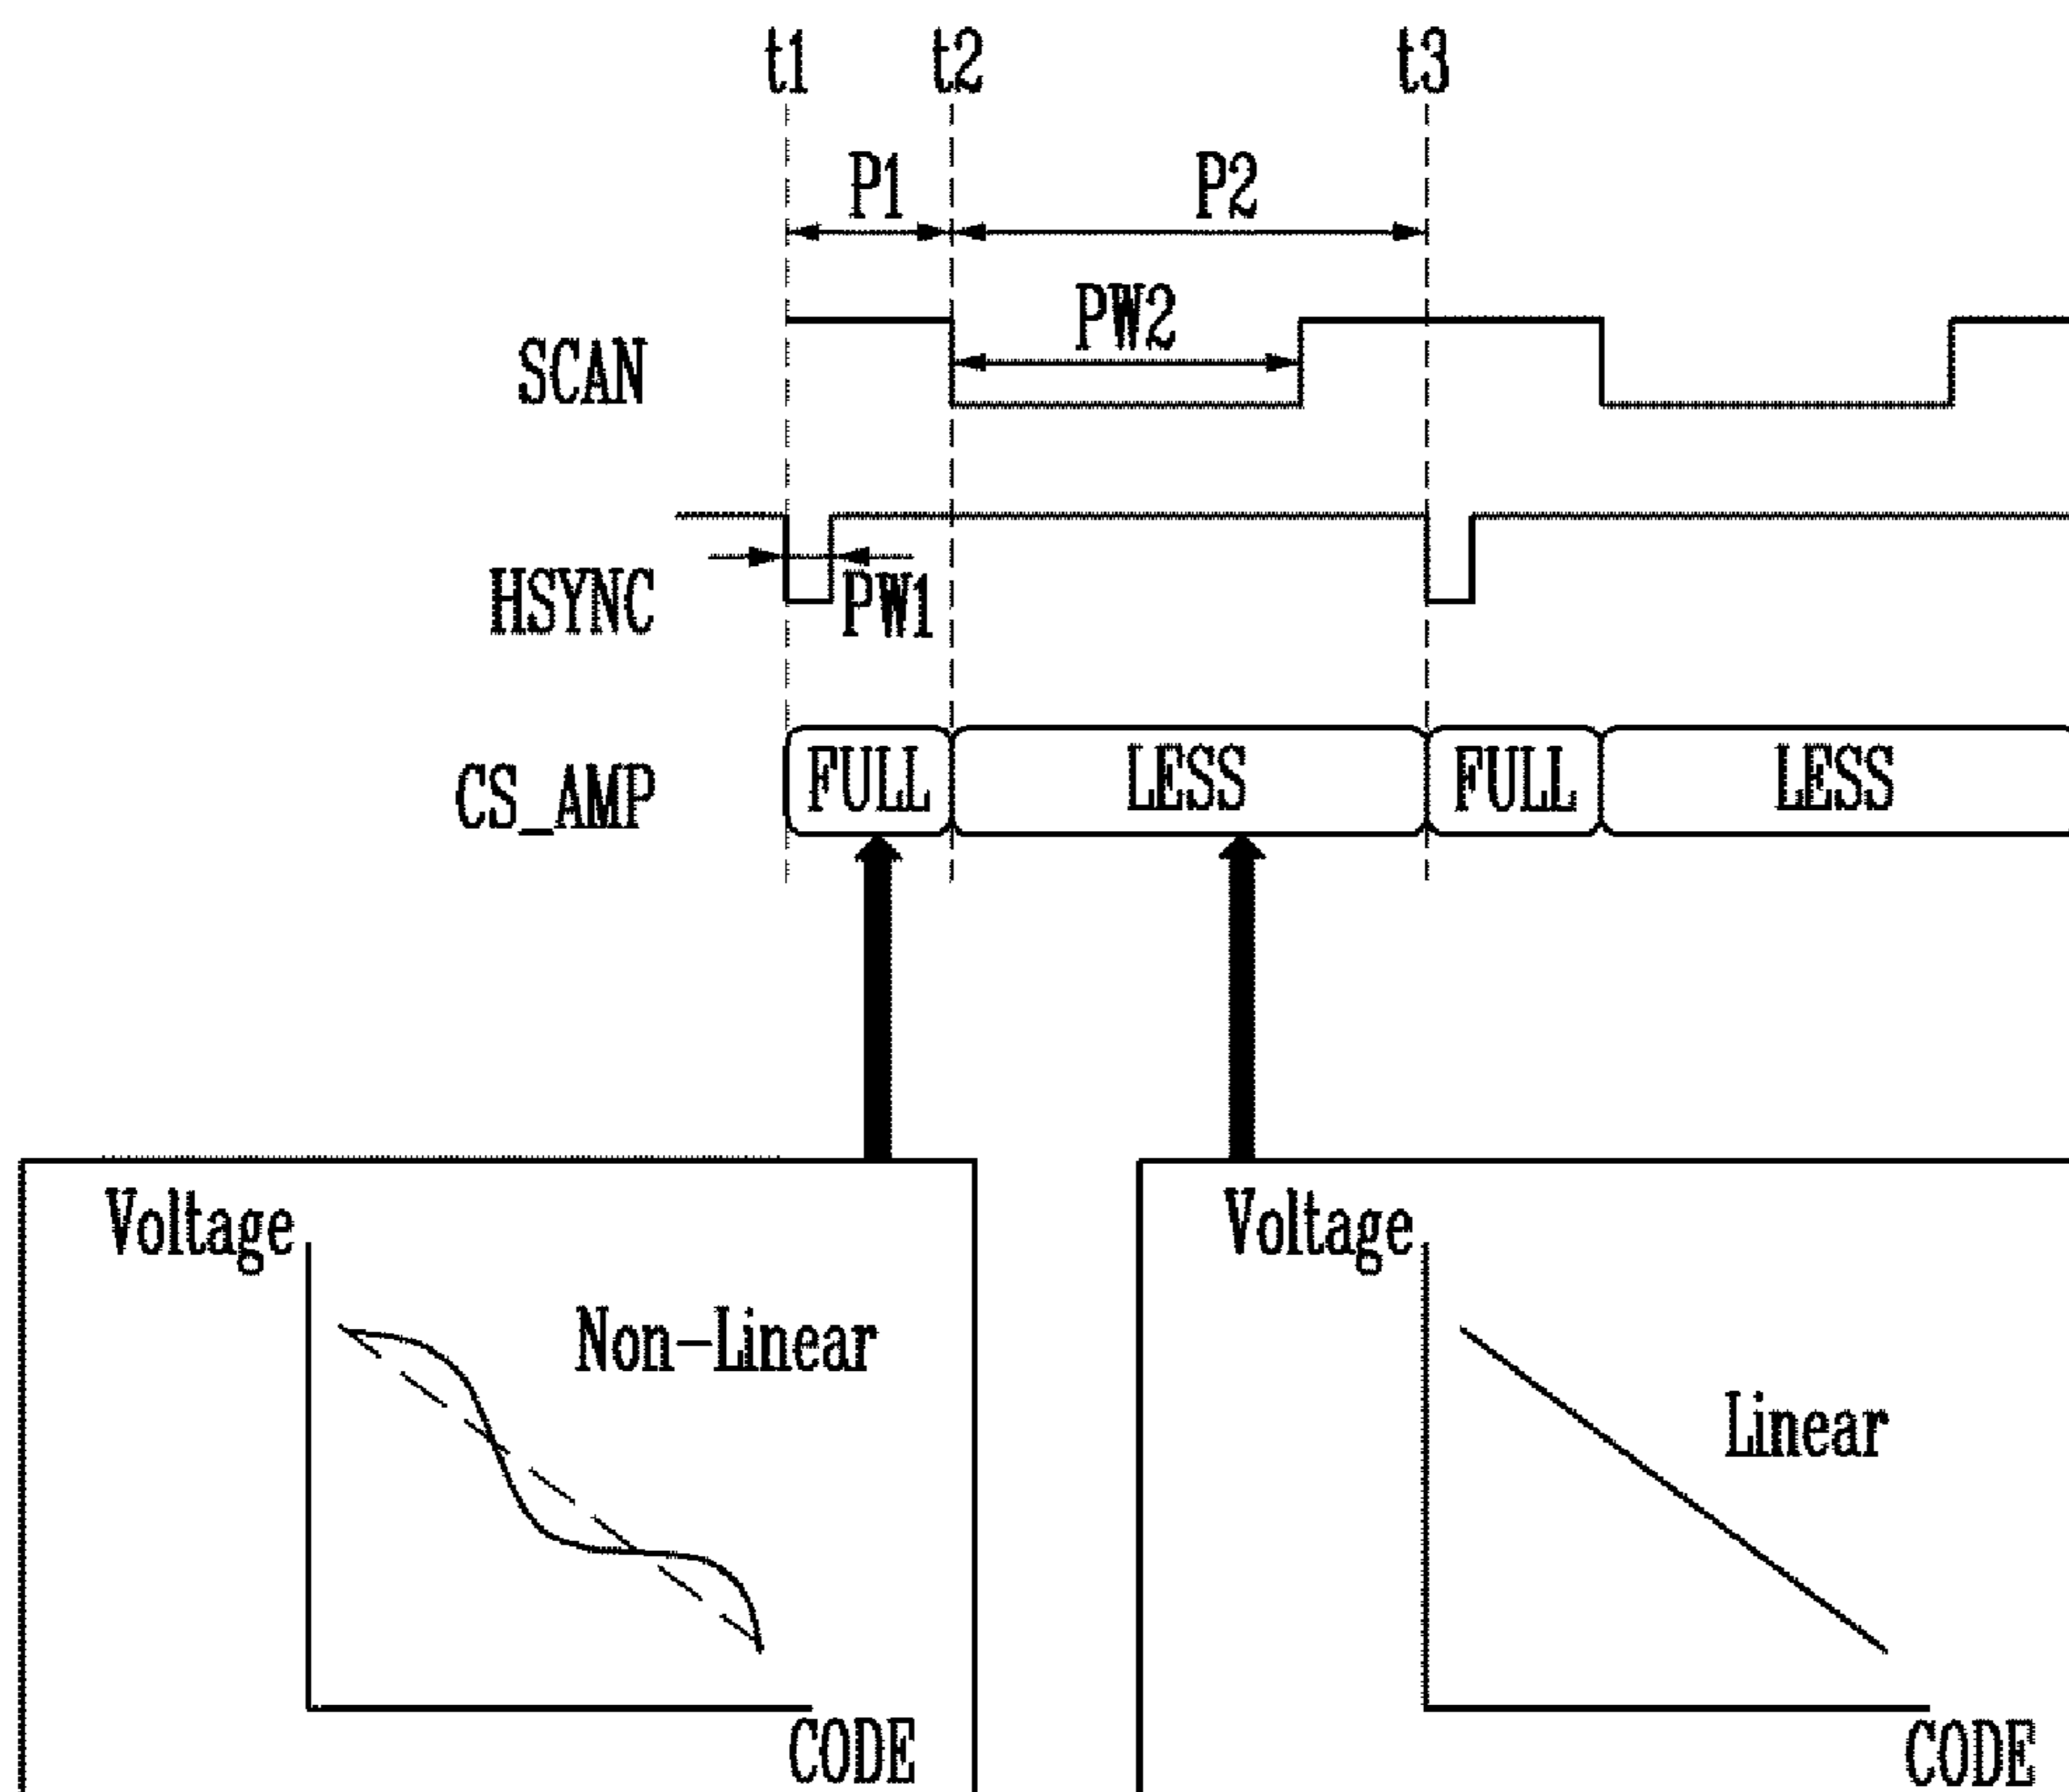 t1 t2 t3
P1 P2
PW2
SCAN
HSYNC PW1
CS_AMP FULL LESS FULL LESS
Voltage
Non-Linear
CODE
Voltage
Linear
CODE